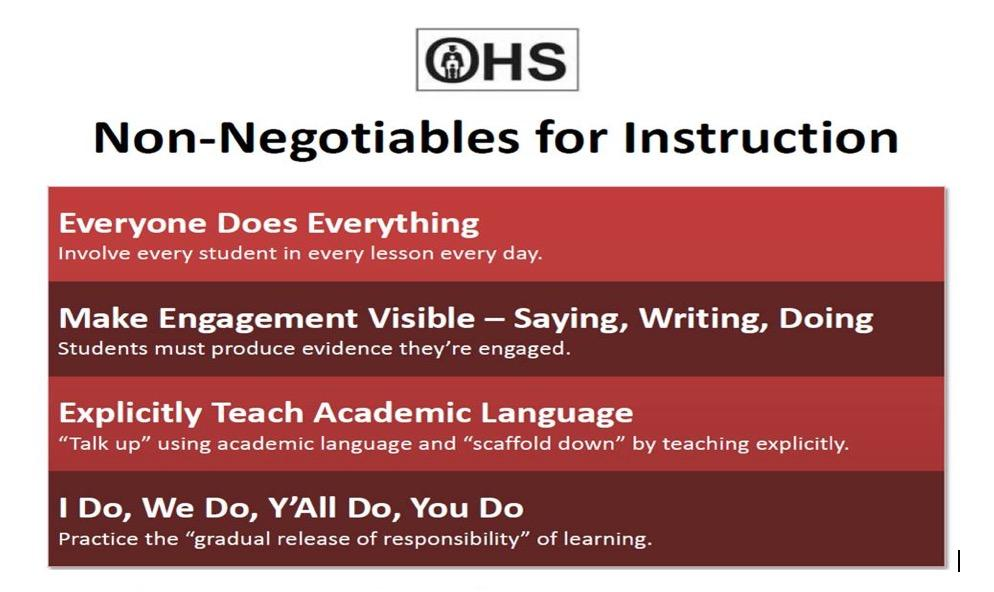 OHS
Non-Negotiables for Instruction
Everyone Does Everything
Involve every student in every lesson every day.
Make Engagement Visible – Saying, Writing, Doing
Students must produce evidence they’re engaged.
Explicitly Teach Academic Language
“Talk up” using academic language and “scaffold down” by teaching explicitly.
I Do, We Do, Y’All Do, You Do
Practice the “gradual release of responsibility” of learning.